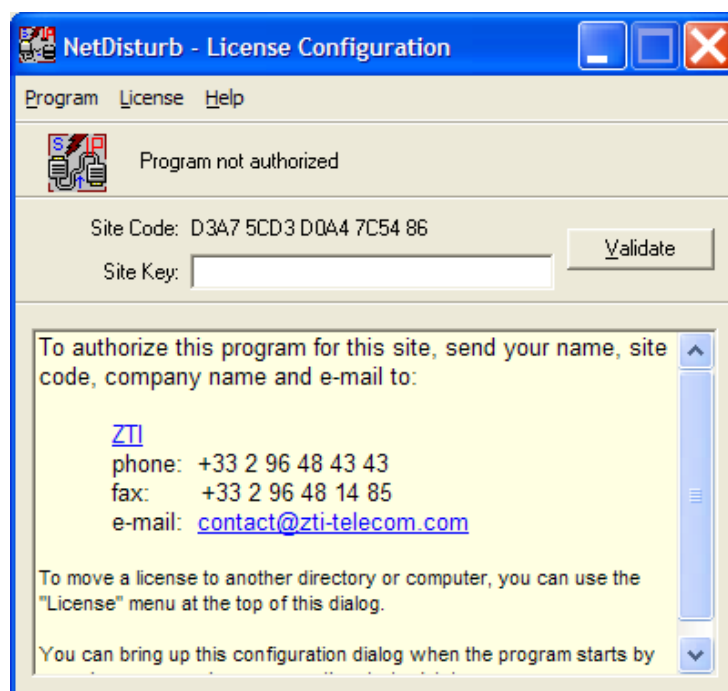 NetDisturb - License Configuration
Program License Help
Program not authorized
Site Code: D3A7 5CD3 D0A4 7C54 86
Validate
Site Key:
To authorize this program for this site, send your name, site
code, company name and e-mail to:
ZTI
phone: +33 2 96 48 43 43
fax: +33 2 96 48 14 85
e-mail: contact@zti-telecom.com
To move a license to another directory or computer, you can use the
"License" menu at the top of this dialog.
You can bring up this configuration dialog when the program starts by